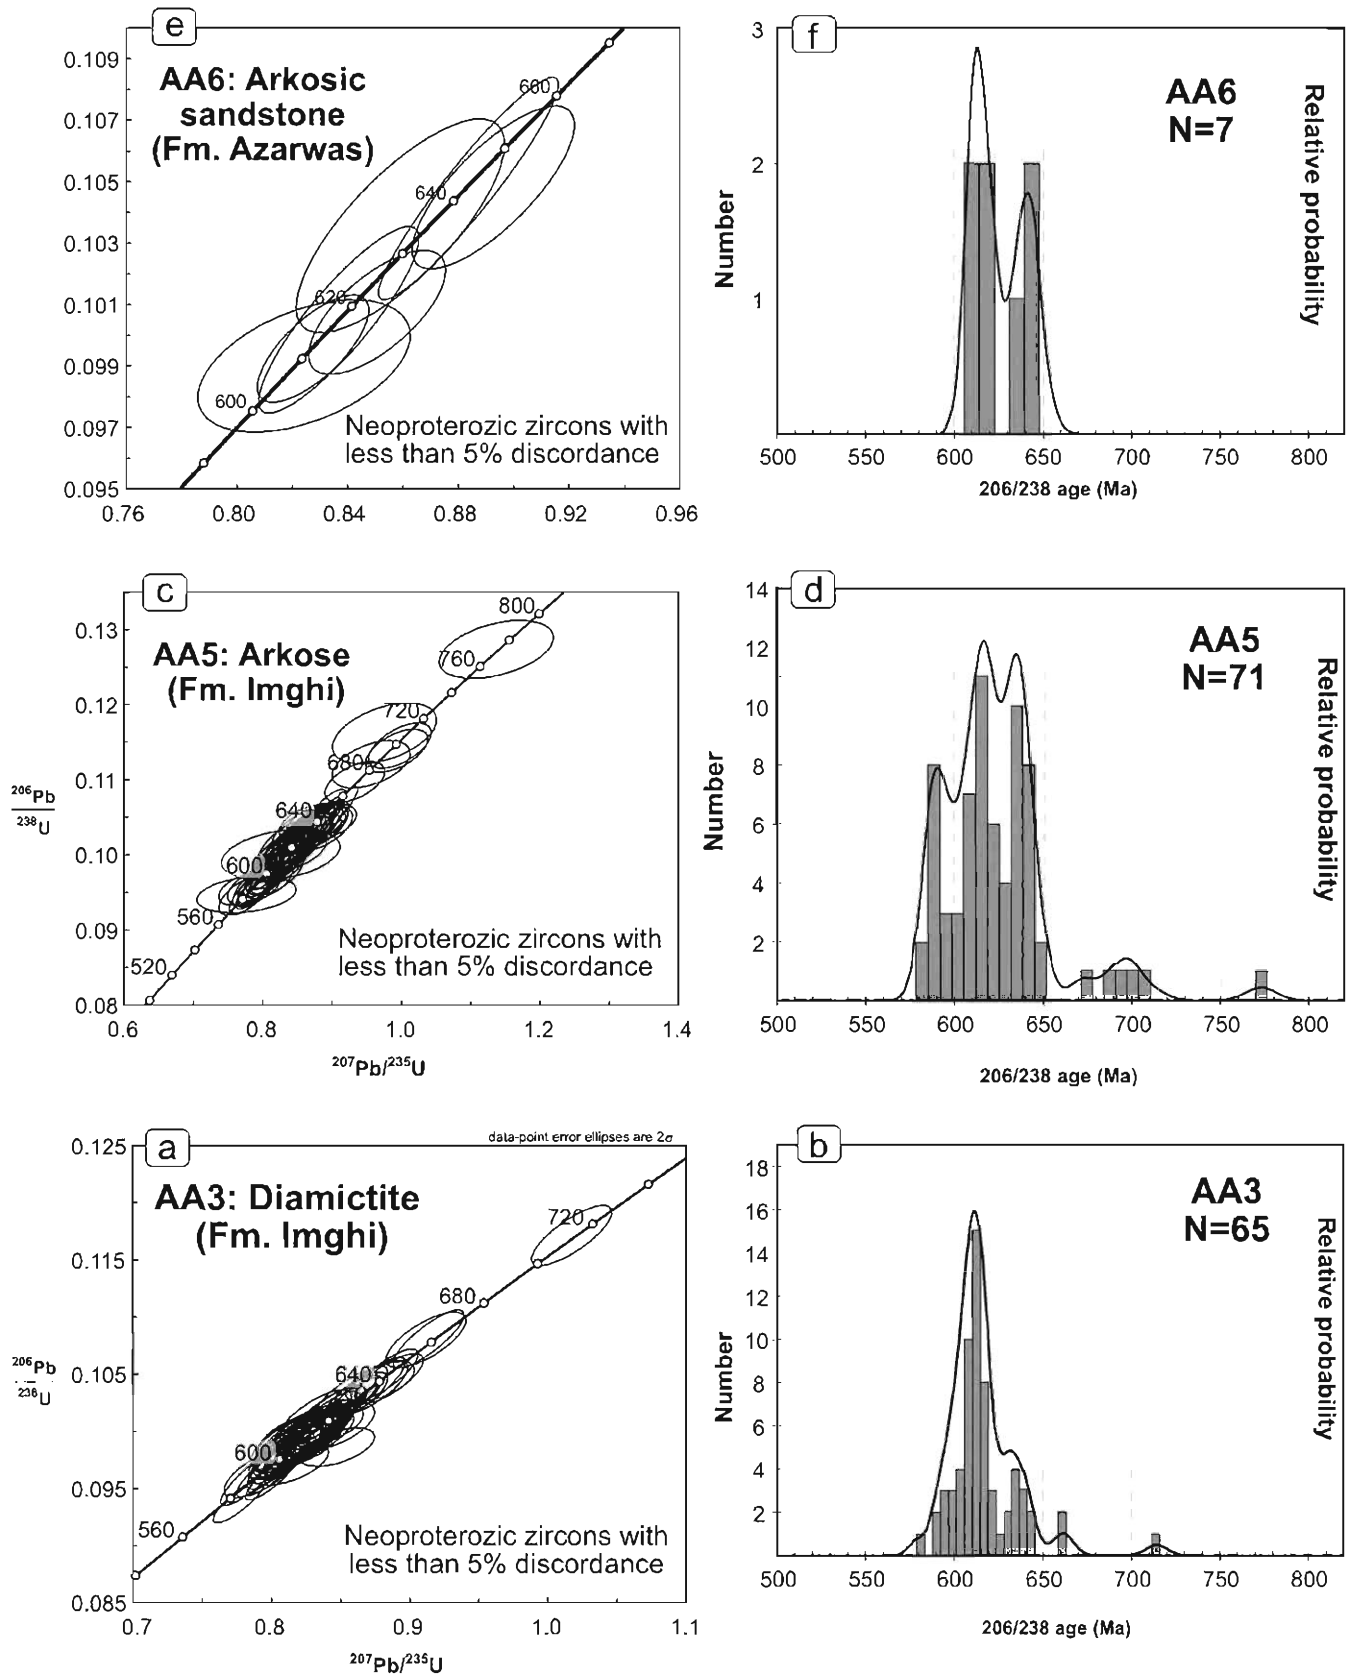 e
AA6: Arkosic
sandstone
(Fm. Azarwas)
0.109
0.107
0.105
0.103
0.101
0.099
0.097
0.095
660
640
620
600
Neoproterozic zircons with
less than 5% discordance
0.76 0.80 0.84 0.88 0.92 0.96
f
AA6
N=7
3
2
1
Number
Relative probability
500 550 600 650 700 750 800
206/238 age (Ma)
c
AA5: Arkose
(Fm. Imghi)
0.13
0.12
0.11
0.10
0.09
0.08
800
760
720
680
640
600
560
520
206Pb
238U
Neoproterozic zircons with
less than 5% discordance
0.6 0.8 1.0 1.2 1.4
207Pb/235U
d
AA5
N=71
14
12
10
8
6
4
2
Number
Relative probability
500 550 600 650 700 750 800
206/238 age (Ma)
a
data-point error ellipses are 2σ
AA3: Diamictite
(Fm. Imghi)
0.125
0.115
0.105
0.095
0.085
720
680
640
600
560
206Pb
238U
Neoproterozic zircons with
less than 5% discordance
0.7 0.8 0.9 1.0 1.1
207Pb/235U
b
AA3
N=65
18
16
14
12
10
8
6
4
2
Number
Relative probability
500 550 600 650 700 750 800
206/238 age (Ma)